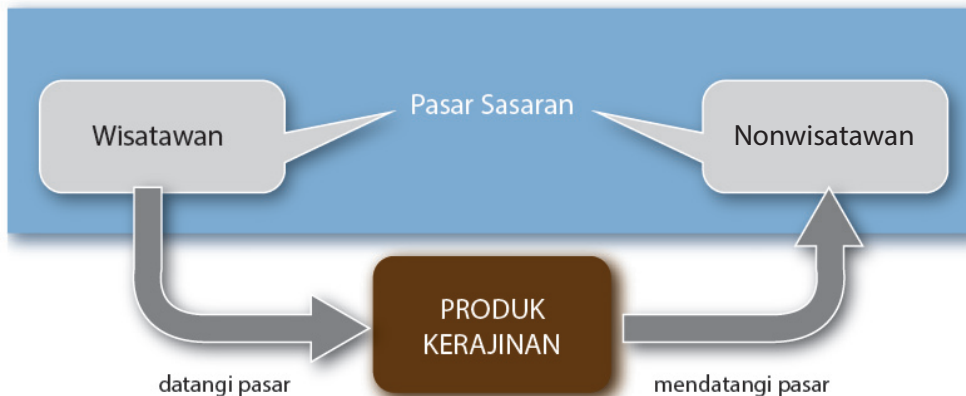 Pasar Sasaran
Wisatawan
Nonwisatawan
PRODUK
KERAJINAN
datangi pasar
mendatangi pasar